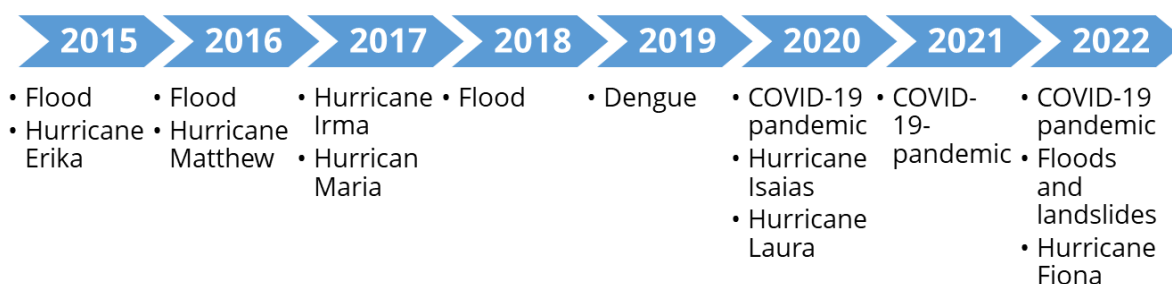 2015
2016
2017
2018
2019
2020
2021
2022
• Flood
• Hurricane
Erika
• Flood
• Hurricane
Matthew
• Hurricane
Irma
• Hurrican
Maria
• Flood
• Dengue
• COVID-19
pandemic
• Hurricane
Isaias
• Hurricane
Laura
• COVID-
19-
pandemic
• COVID-19
pandemic
• Floods
and
landslides
• Hurricane
Fiona